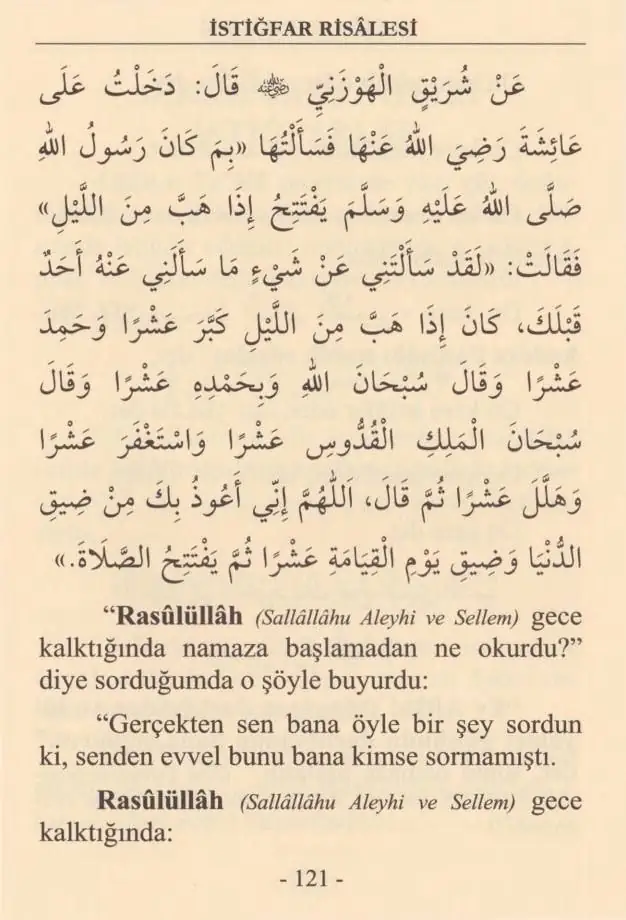 İSTİĞFAR RİSÂLESİ
عَنْ شُرَيْقٍ الْهَوْزَنِيِّ رضي الله عنه قَالَ: دَخَلْتُ عَلَى
عَائِشَةَ رَضِيَ اللهُ عَنْهَا فَسَأَلْتُهَا «بِمَ كَانَ رَسُولُ اللهِ
صَلَّى اللهُ عَلَيْهِ وَسَلَّمَ يَفْتَتِحُ إِذَا هَبَّ مِنَ اللَّيْلِ»
فَقَالَتْ: «لَقَدْ سَأَلْتَنِي عَنْ شَيْءٍ مَا سَأَلَنِي عَنْهُ أَحَدٌ
قَبْلَكَ، كَانَ إِذَا هَبَّ مِنَ اللَّيْلِ كَبَّرَ عَشْرًا وَحَمِدَ
عَشْرًا وَقَالَ سُبْحَانَ اللهِ وَبِحَمْدِهِ عَشْرًا وَقَالَ
سُبْحَانَ الْمَلِكِ الْقُدُّوسِ عَشْرًا وَاسْتَغْفَرَ عَشْرًا
وَهَلَّلَ عَشْرًا ثُمَّ قَالَ، اَللَّهُمَّ إِنِّي أَعُوذُ بِكَ مِنْ ضِيقِ
الدُّنْيَا وَضِيقِ يَوْمِ الْقِيَامَةِ عَشْرًا ثُمَّ يَفْتَتِحُ الصَّلَاةَ.»
“Rasûlüllâh (Sallâllâhu Aleyhi ve Sellem) gece
kalktığında namaza başlamadan ne okurdu?”
diye sorduğumda o şöyle buyurdu:
“Gerçekten sen bana öyle bir şey sordun
ki, senden evvel bunu bana kimse sormamıştı.
Rasûlüllâh (Sallâllâhu Aleyhi ve Sellem) gece
kalktığında:
- 121 -